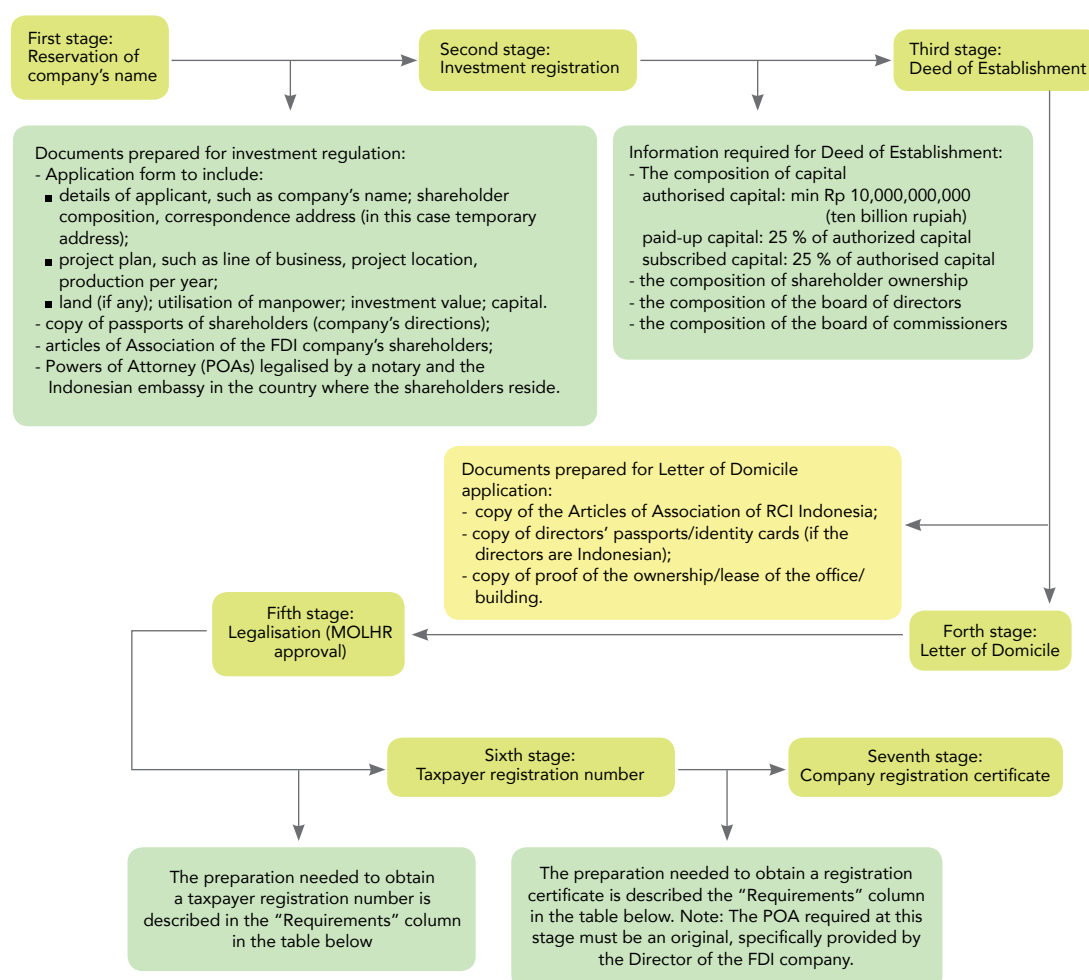 First stage:
Reservation of
company's name
Second stage:
Investment registration
Third stage:
Deed of Establishment
Documents prepared for investment regulation:
- Application form to include:
▪ details of applicant, such as company's name; shareholder
composition, correspondence address (in this case temporary
address);
▪ project plan, such as line of business, project location,
production per year;
▪ land (if any); utilisation of manpower; investment value; capital.
- copy of passports of shareholders (company's directions);
- articles of Association of the FDI company's shareholders;
- Powers of Attorney (POAs) legalised by a notary and the
Indonesian embassy in the country where the shareholders reside.
Information required for Deed of Establishment:
- The composition of capital
authorised capital: min Rp 10,000,000,000
(ten billion rupiah)
paid-up capital: 25 % of authorized capital
subscribed capital: 25 % of authorised capital
- the composition of shareholder ownership
- the composition of the board of directors
- the composition of the board of commissioners
Documents prepared for Letter of Domicile
application:
- copy of the Articles of Association of RCI Indonesia;
- copy of directors' passports/identity cards (if the
directors are Indonesian);
- copy of proof of the ownership/lease of the office/
building.
Forth stage:
Letter of Domicile
Fifth stage:
Legalisation (MOLHR
approval)
Sixth stage:
Taxpayer registration number
Seventh stage:
Company registration certificate
The preparation needed to obtain
a taxpayer registration number is
described in the "Requirements" column
in the table below
The preparation needed to obtain a registration
certificate is described the "Requirements" column
in the table below. Note: The POA required at this
stage must be an original, specifically provided by
the Director of the FDI company.